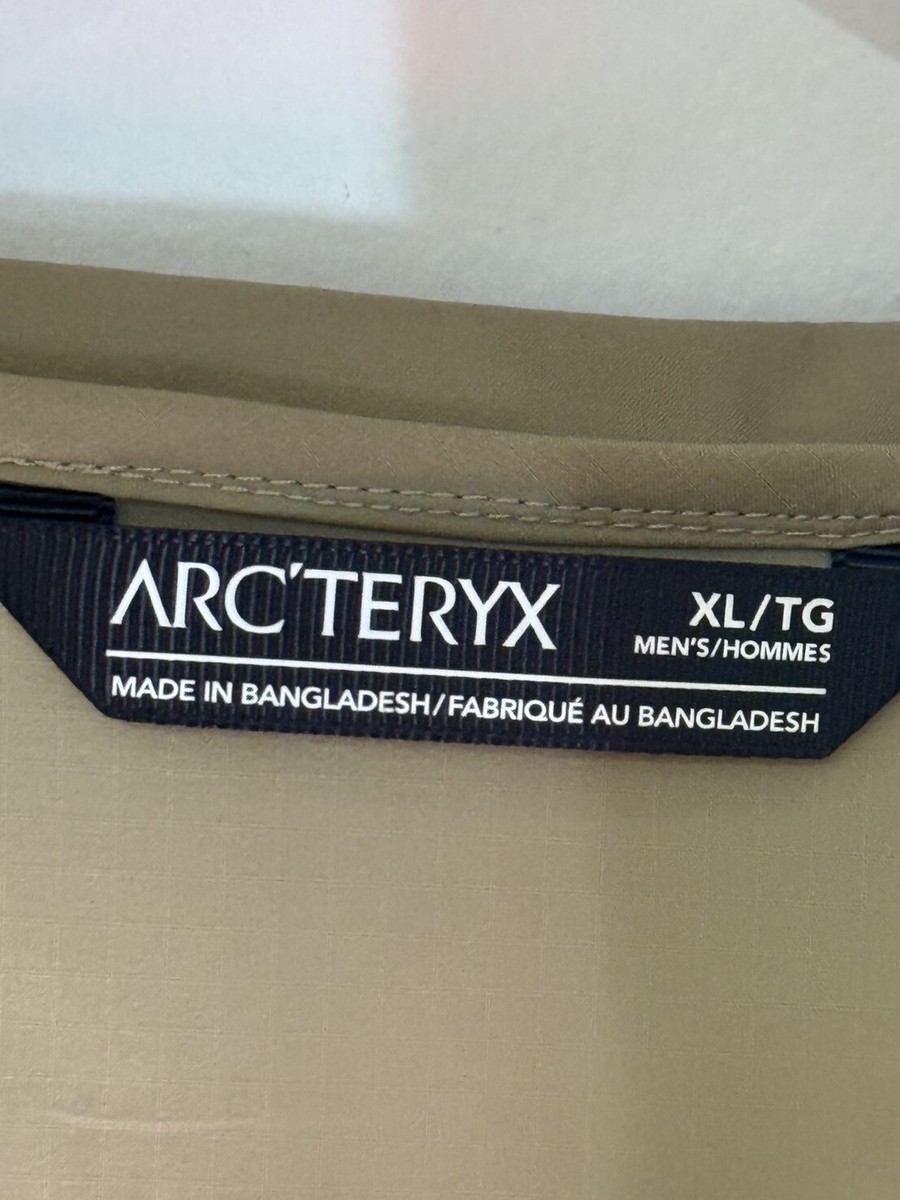 ARC'TERYX
XL/TG
MEN'S/HOMMES
MADE IN BANGLADESH/FABRIQUÉ AU BANGLADESH